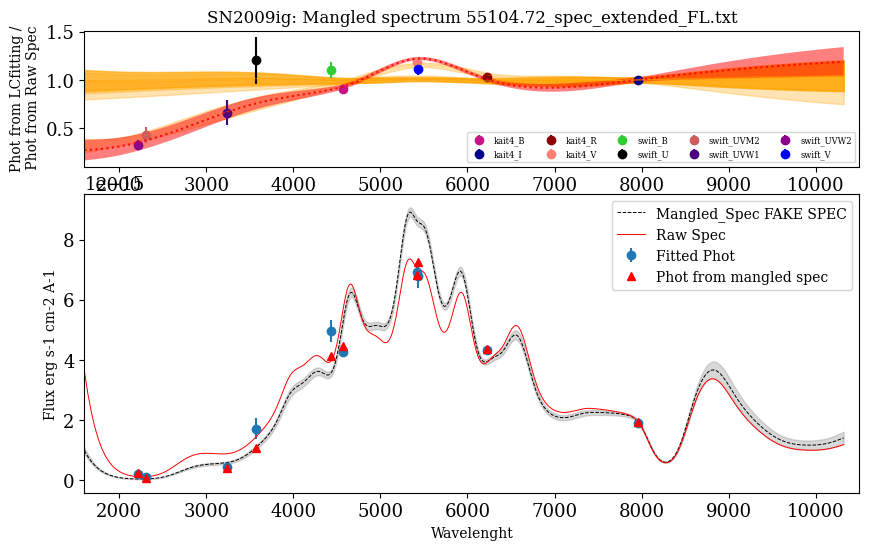 SN2009ig: Mangled spectrum 55104.72_spec_extended_FL.txt
Phot from LCfitting /
Phot from Raw Spec
1.5
1.0
0.5
kait4_B kait4_R swift_B swift_UVM2 swift_UVW2
kait4_I kait4_V swift_U swift_UVW1 swift_V
2000 3000 4000 5000 6000 7000 8000 9000 10000
1e−15
Flux erg s-1 cm-2 A-1
8
6
4
2
0
Mangled_Spec FAKE SPEC
Raw Spec
Fitted Phot
Phot from mangled spec
2000 3000 4000 5000 6000 7000 8000 9000 10000
Wavelenght